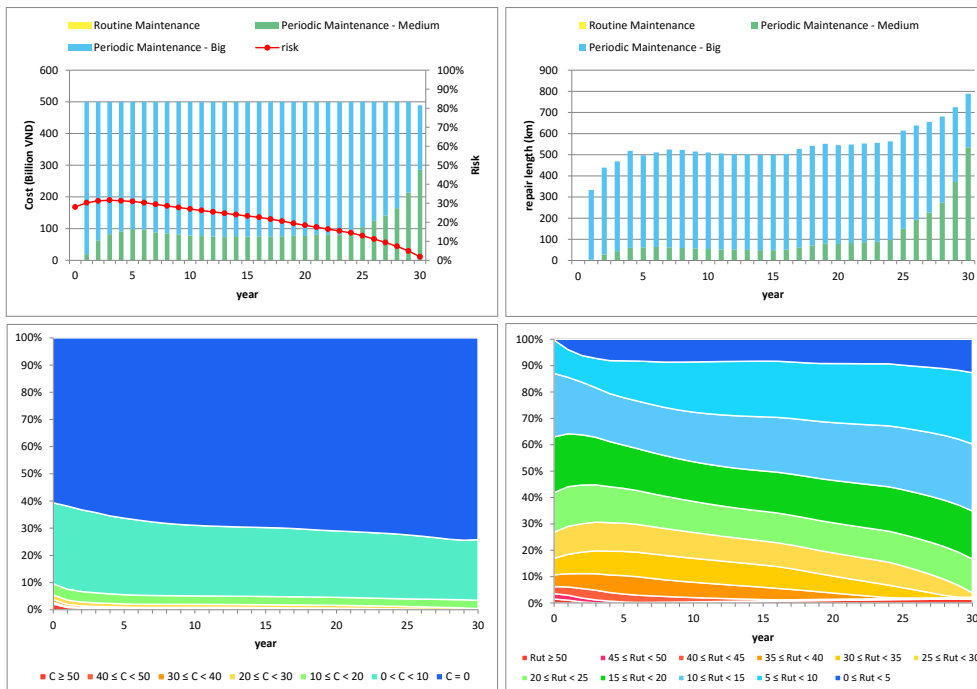 Routine Maintenance Periodic Maintenance - Medium
Periodic Maintenance - Big risk
600 100%
90%
500 80%
70%
400
60%
300 50%
40%
200
30%
20%
100
10%
0 0%
Cost (Billion VND)
Risk
0 5 10 15 20 25 30
year
Routine Maintenance Periodic Maintenance - Medium
Periodic Maintenance - Big
900
800
700
600
500
400
300
200
100
0
repair length (km)
0 5 10 15 20 25 30
year
100%
90%
80%
70%
60%
50%
40%
30%
20%
10%
0%
0 5 10 15 20 25 30
year
C ≥ 50 40 ≤ C < 50 30 ≤ C < 40 20 ≤ C < 30 10 ≤ C < 20 0 < C < 10 C = 0
100%
90%
80%
70%
60%
50%
40%
30%
20%
10%
0%
0 5 10 15 20 25 30
year
Rut ≥ 50 45 ≤ Rut < 50 40 ≤ Rut < 45 35 ≤ Rut < 40 30 ≤ Rut < 35 25 ≤ Rut < 30
20 ≤ Rut < 25 15 ≤ Rut < 20 10 ≤ Rut < 15 5 ≤ Rut < 10 0 ≤ Rut < 5